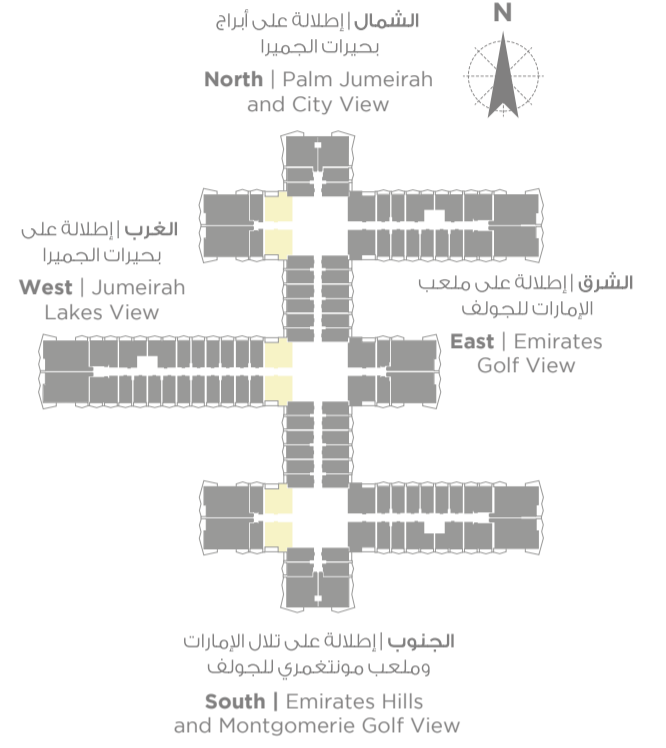 N
الشمال | إطلالة على أبراج
بحيرات الجميرا
North | Palm Jumeirah
and City View
الغرب | إطلالة على
بحيرات الجميرا
West | Jumeirah
Lakes View
الشرق | إطلالة على ملعب
الإمارات للجولف
East | Emirates
Golf View
الجنوب | إطلالة على تلال الإمارات
وملعب مونتغمري للجولف
South | Emirates Hills
and Montgomerie Golf View